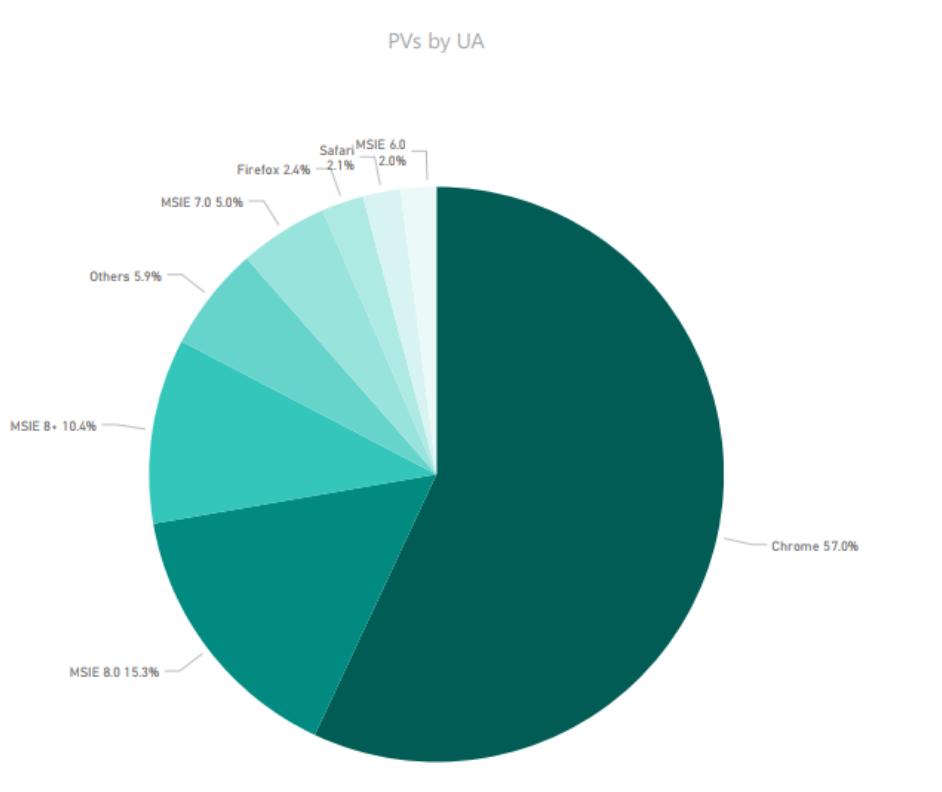 PVs by UA
MSIE 6.0
2.0%
Safari
2.1%
Firefox 2.4%
MSIE 7.0 5.0%
Others 5.9%
MSIE 8+ 10.4%
MSIE 8.0 15.3%
Chrome 57.0%